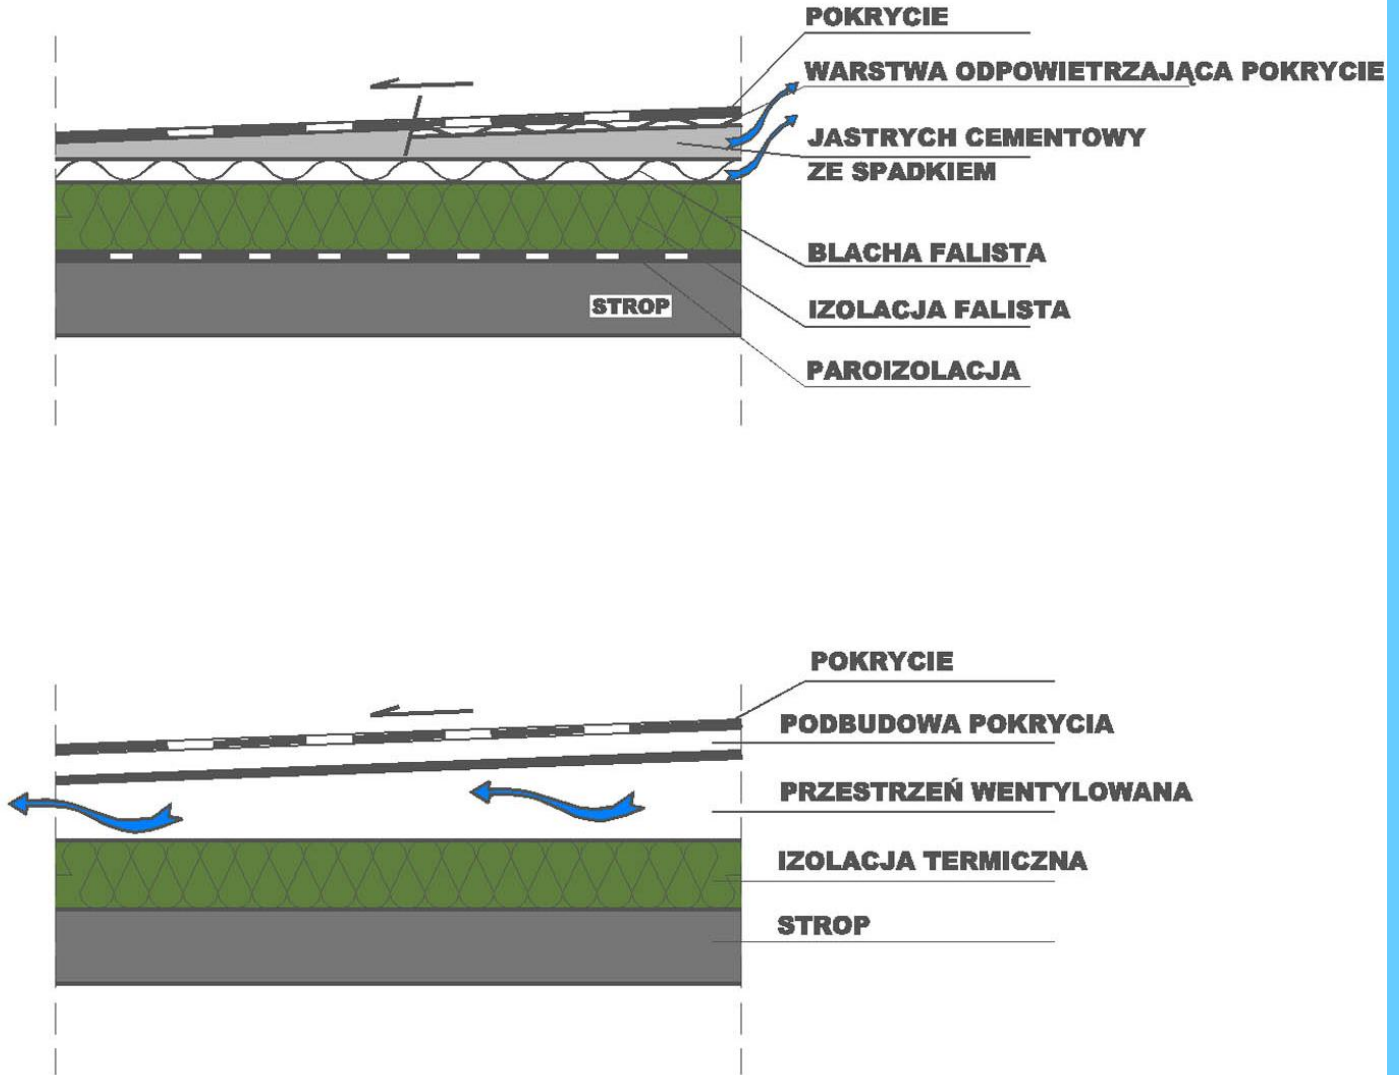 POKRYCIE
WARSTWA ODPOWIETRZAJĄCA POKRYCIE
JASTRYCH CEMENTOWY
ZE SPADKIEM
BLACHA FALISTA
STROP
IZOLACJA FALISTA
PAROIZOLACJA
POKRYCIE
PODBUDOWA POKRYCIA
PRZESTRZEŃ WENTYLOWANA
IZOLACJA TERMICZNA
STROP